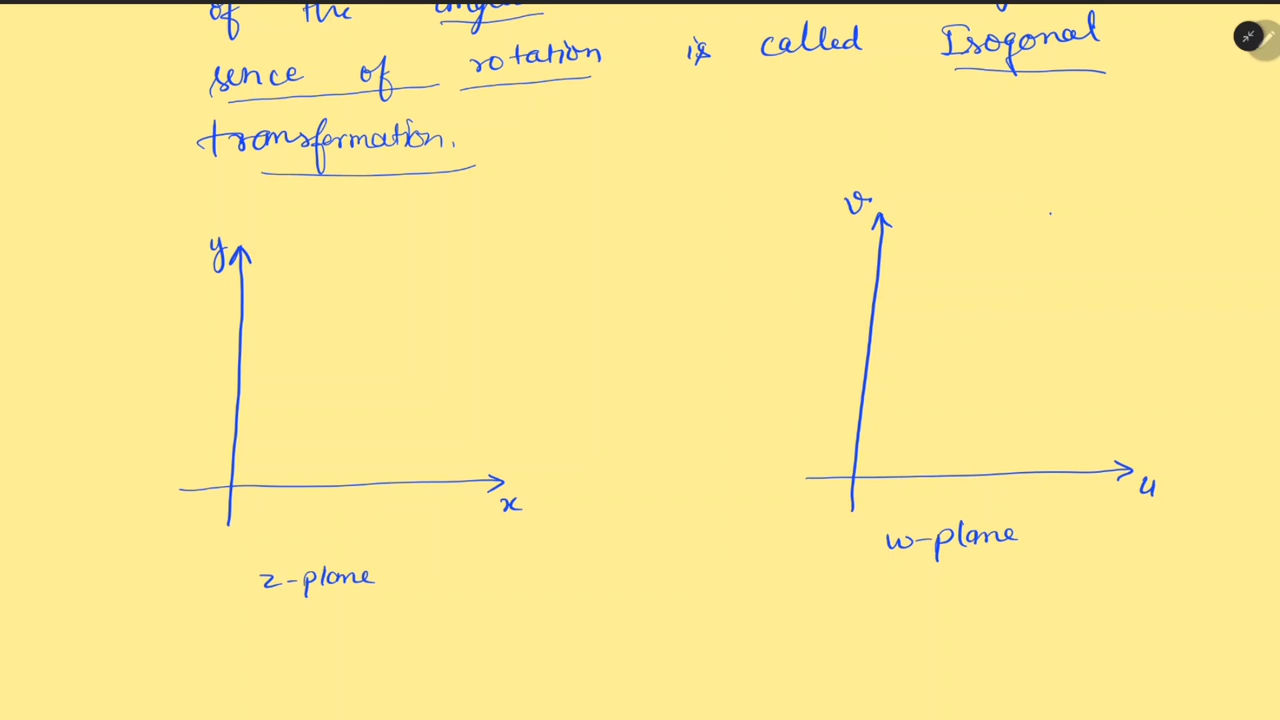 of the
sence of rotation is called Isogonal
transformation.
y
v
x
u
w-plane
z-plane